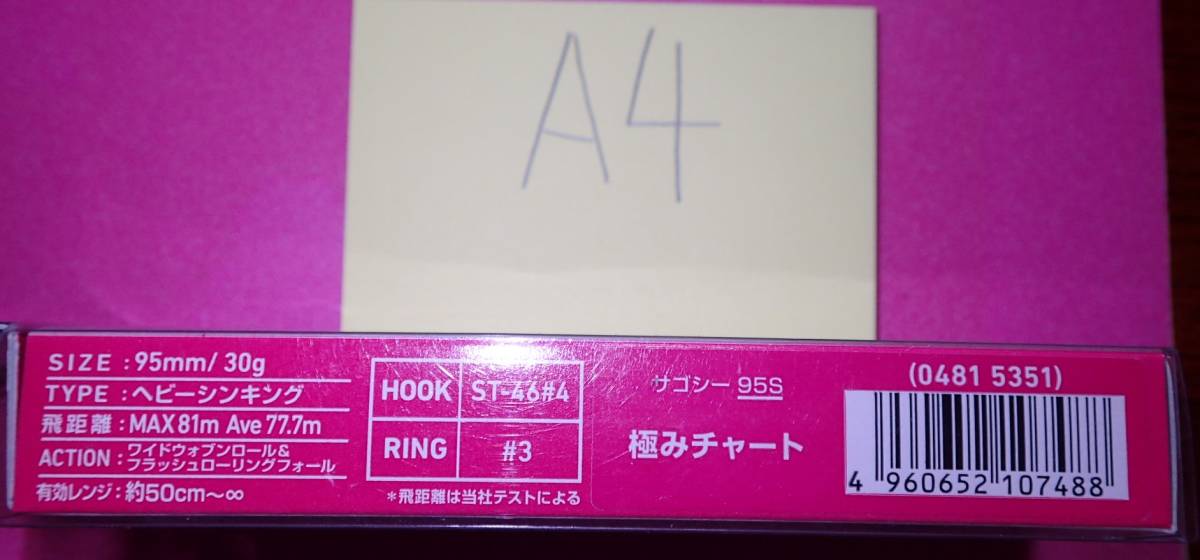 A4
SIZE : 95mm/ 30g
TYPE : ヘビーシンキング
飛距離 : MAX 81m Ave 77.7m
ACTION : ワイドウォブンロール&
フラッシュローリングフォール
有効レンジ : 約50cm〜∞
HOOK ST-46#4
RING #3
*飛距離は当社テストによる
サゴシー 95S
極みチャート
(0481 5351)
4 960652 107488